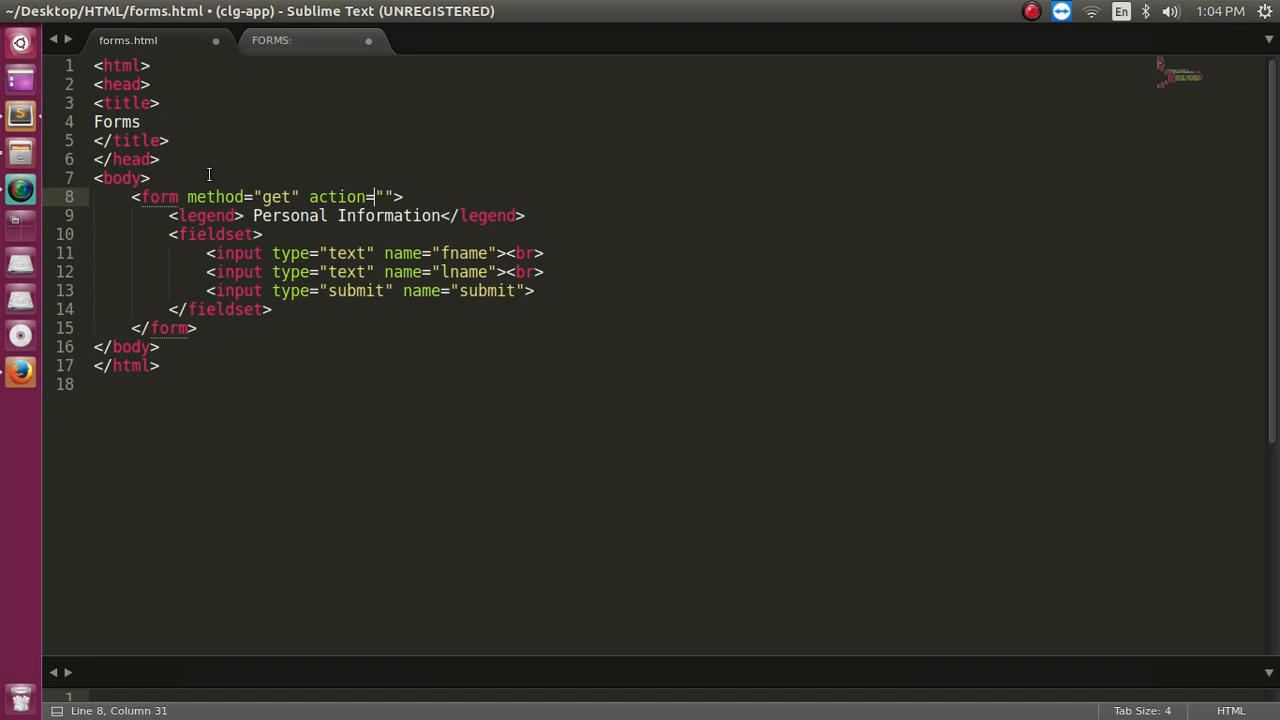 ~/Desktop/HTML/forms.html • (clg-app) - Sublime Text (UNREGISTERED)
En
1:04 PM
forms.html
FORMS:
1 <html>
2 <head>
3 <title>
4 Forms
5 </title>
6 </head>
7 <body>
8 <form method="get" action="">
9 <legend> Personal Information</legend>
10 <fieldset>
11 <input type="text" name="fname"><br>
12 <input type="text" name="lname"><br>
13 <input type="submit" name="submit">
14 </fieldset>
15 </form>
16 </body>
17 </html>
18
1
Line 8, Column 31
Tab Size: 4
HTML